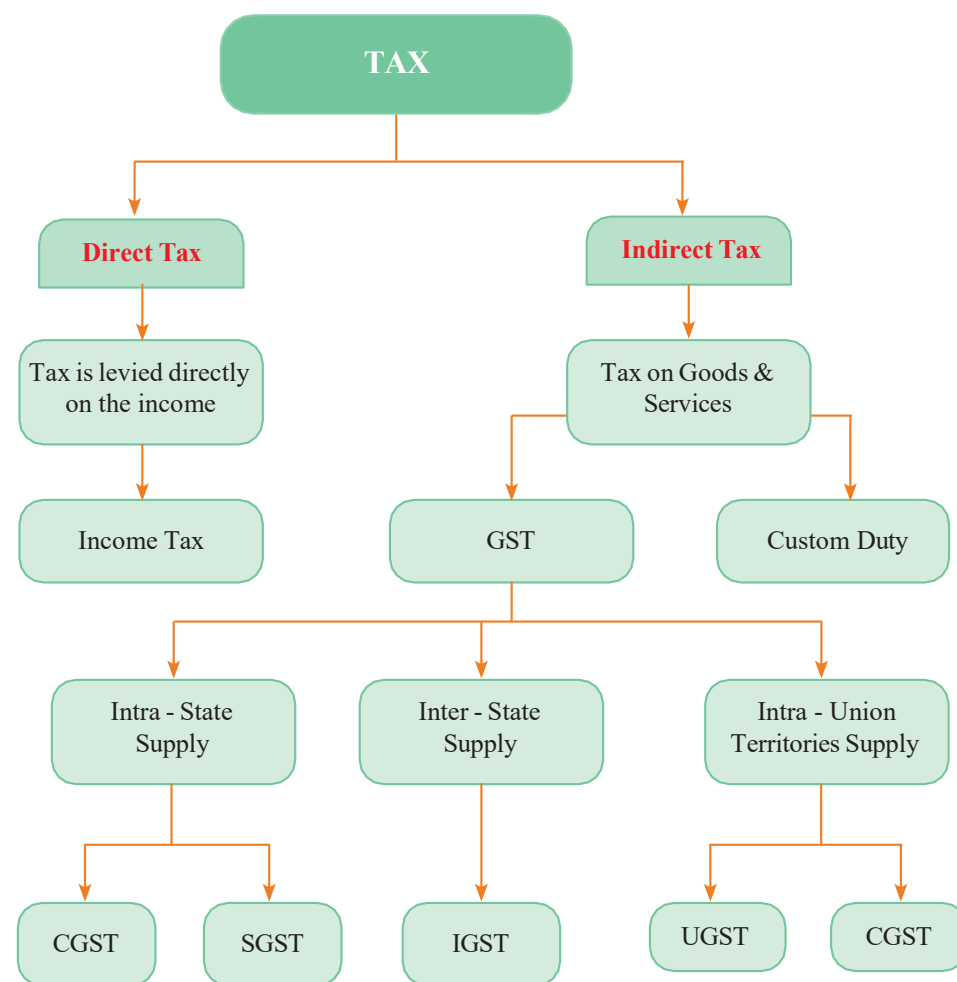 TAX
Direct Tax
Indirect Tax
Tax is levied directly
on the income
Tax on Goods &
Services
Income Tax
GST
Custom Duty
Intra - State
Supply
Inter - State
Supply
Intra - Union
Territories Supply
CGST
SGST
IGST
UGST
CGST